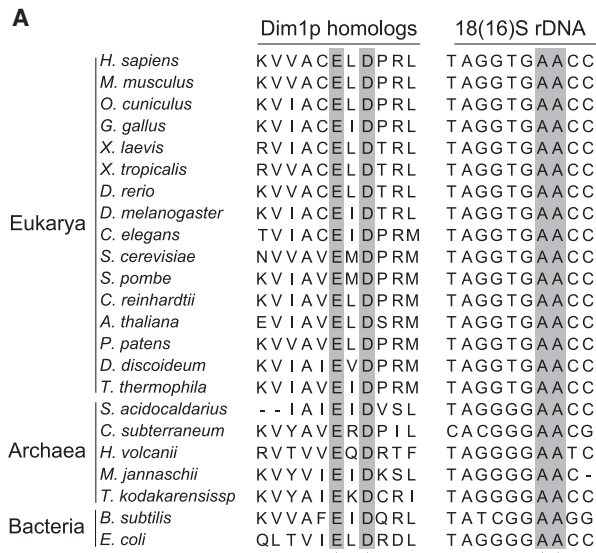 A
Dim1p homologs 18(16)S rDNA
H. sapiens KVVACELDPRL TAGGTGAACC
M. musculus KVVACELDPRL TAGGTGAACC
O. cuniculus KVIACELDPRL TAGGTGAACC
G. gallus KVIACEIDPRL TAGGTGAACC
X. laevis RVIACELDTRL TAGGTGAACC
X. tropicalis RVVACELDTRL TAGGTGAACC
D. rerio KVVACELDTRL TAGGTGAACC
D. melanogaster KVIACEIDTRL TAGGTGAACC
Eukarya
C. elegans TVIACEIDPRM TAGGTGAACC
S. cerevisiae NVVAVEMDPRM TAGGTGAACC
S. pombe KVIAVEMDPRM TAGGTGAACC
C. reinhardtii KVIAVELDPRM TAGGTGAACC
A. thaliana EVIAVELDSRM TAGGTGAACC
P. patens KVVAVELDPRM TAGGTGAACC
D. discoideum KVIAIEVDPRM TAGGTGAACC
T. thermophila KVIAVEIDPRM TAGGTGAACC
S. acidocaldarius --IAIEIDVSL TAGGGGAACC
C. subterraneum KVYAVERDPIL CACGGGAACG
Archaea H. volcanii RVTVVEQDRTF TAGGGGAATC
M. jannaschii KVYAIEIDKSL TAGGGGAAC-
T. kodakarensissp KVYAIEKDCRI TAGGGGAACC
Bacteria B. subtilis KVVAFEIDQRL TATCGGAAGG
E. coli QLTVIELDRDL TAGGGGAACC